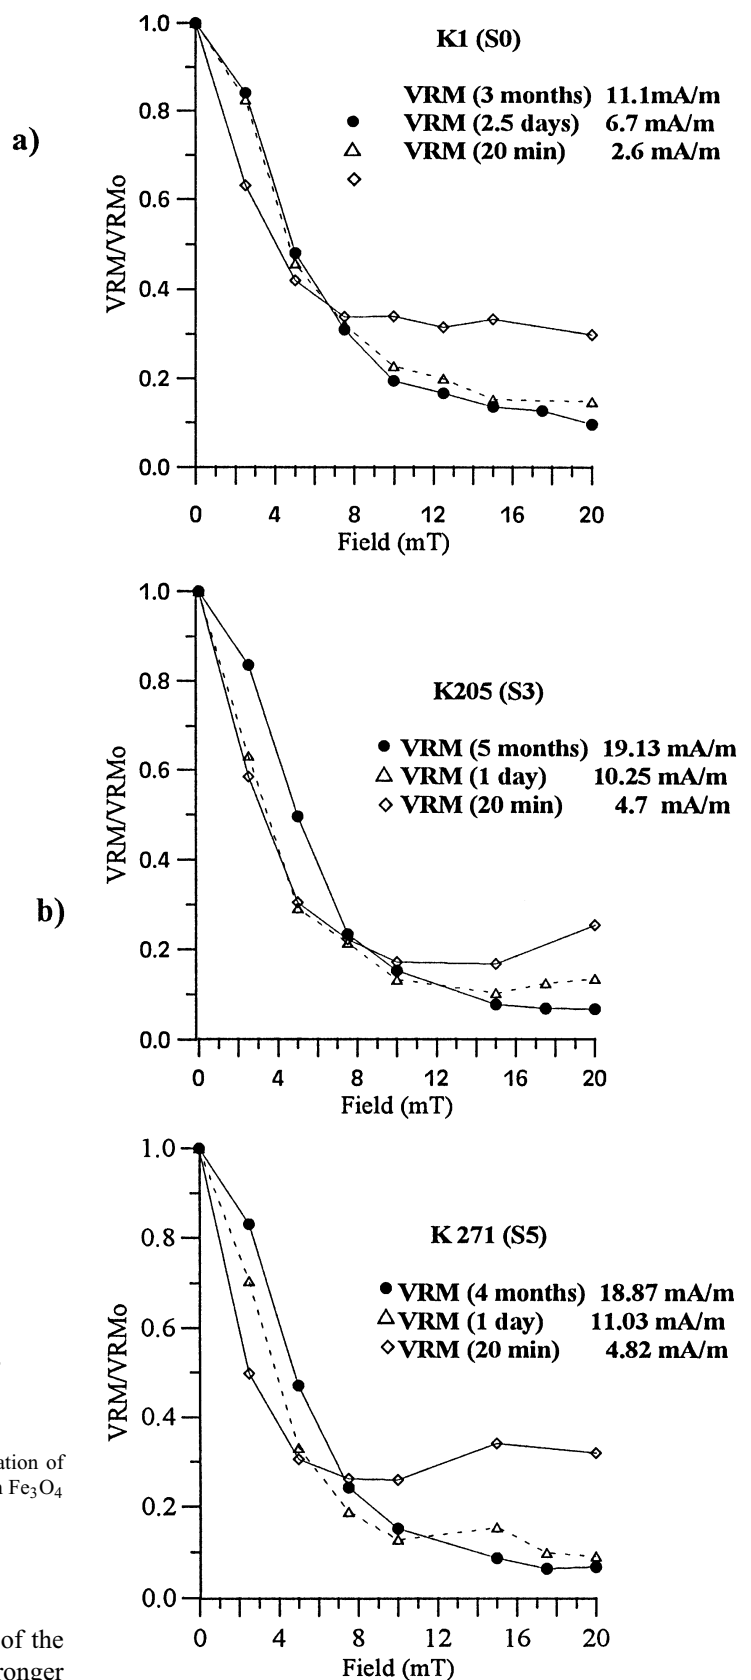 a)
K1 (S0)
VRM (3 months) 11.1mA/m
VRM (2.5 days) 6.7 mA/m
VRM (20 min) 2.6 mA/m
VRM/VRMo
1.0
0.8
0.6
0.4
0.2
0.0
0 4 8 12 16 20
Field (mT)
b)
K205 (S3)
VRM (5 months) 19.13 mA/m
VRM (1 day) 10.25 mA/m
VRM (20 min) 4.7 mA/m
VRM/VRMo
1.0
0.8
0.6
0.4
0.2
0.0
0 4 8 12 16 20
Field (mT)
K 271 (S5)
VRM (4 months) 18.87 mA/m
VRM (1 day) 11.03 mA/m
VRM (20 min) 4.82 mA/m
VRM/VRMo
1.0
0.8
0.6
0.4
0.2
0.0
0 4 8 12 16 20
Field (mT)
ation of
Fe₃O₄
of the
ronger